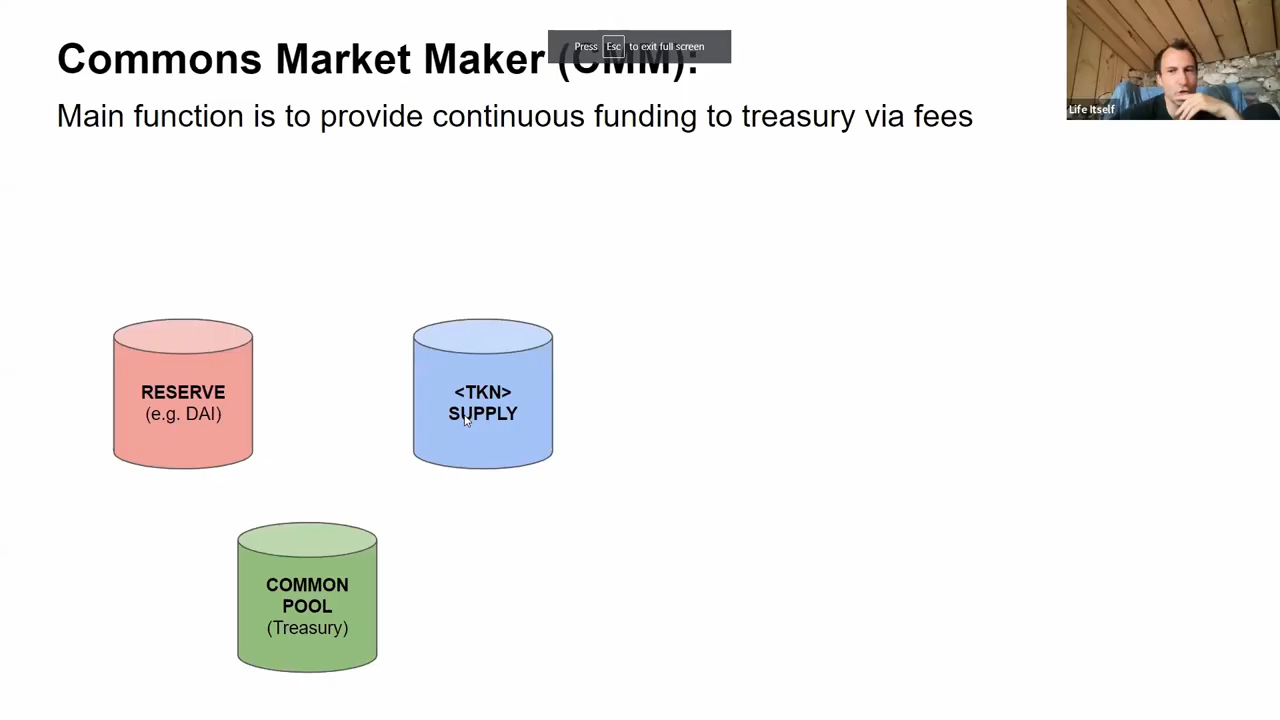 Commons Market Maker (CMM):
Press Esc to exit full screen
Main function is to provide continuous funding to treasury via fees
Life Itself
RESERVE
(e.g. DAI)
<TKN>
SUPPLY
COMMON
POOL
(Treasury)